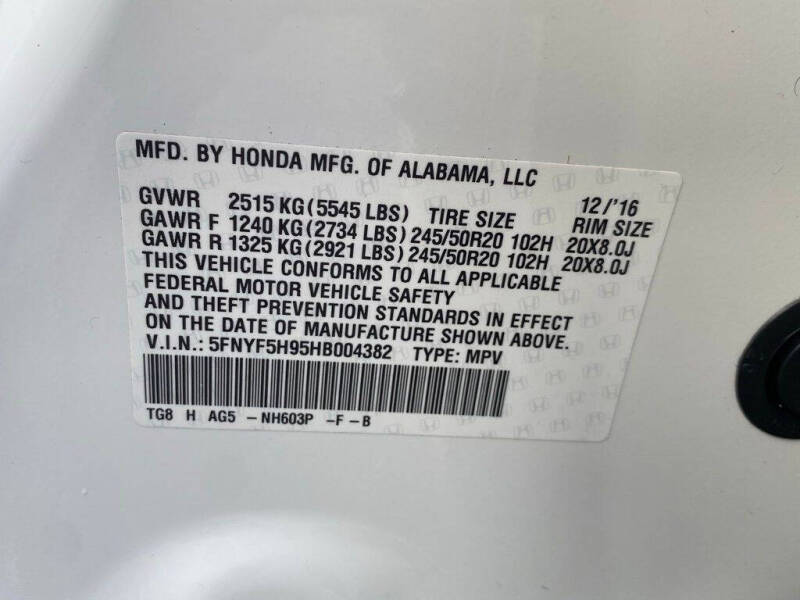 MFD. BY HONDA MFG. OF ALABAMA, LLC
12/'16
GVWR 2515 KG(5545 LBS) TIRE SIZE RIM SIZE
GAWR F 1240 KG(2734 LBS) 245/50R20 102H 20X8.0J
GAWR R 1325 KG(2921 LBS) 245/50R20 102H 20X8.0J
THIS VEHICLE CONFORMS TO ALL APPLICABLE
FEDERAL MOTOR VEHICLE SAFETY
AND THEFT PREVENTION STANDARDS IN EFFECT
ON THE DATE OF MANUFACTURE SHOWN ABOVE.
V.I.N.: 5FNYF5H95HB004382 TYPE: MPV
TG8 H AG5 -NH603P -F-B